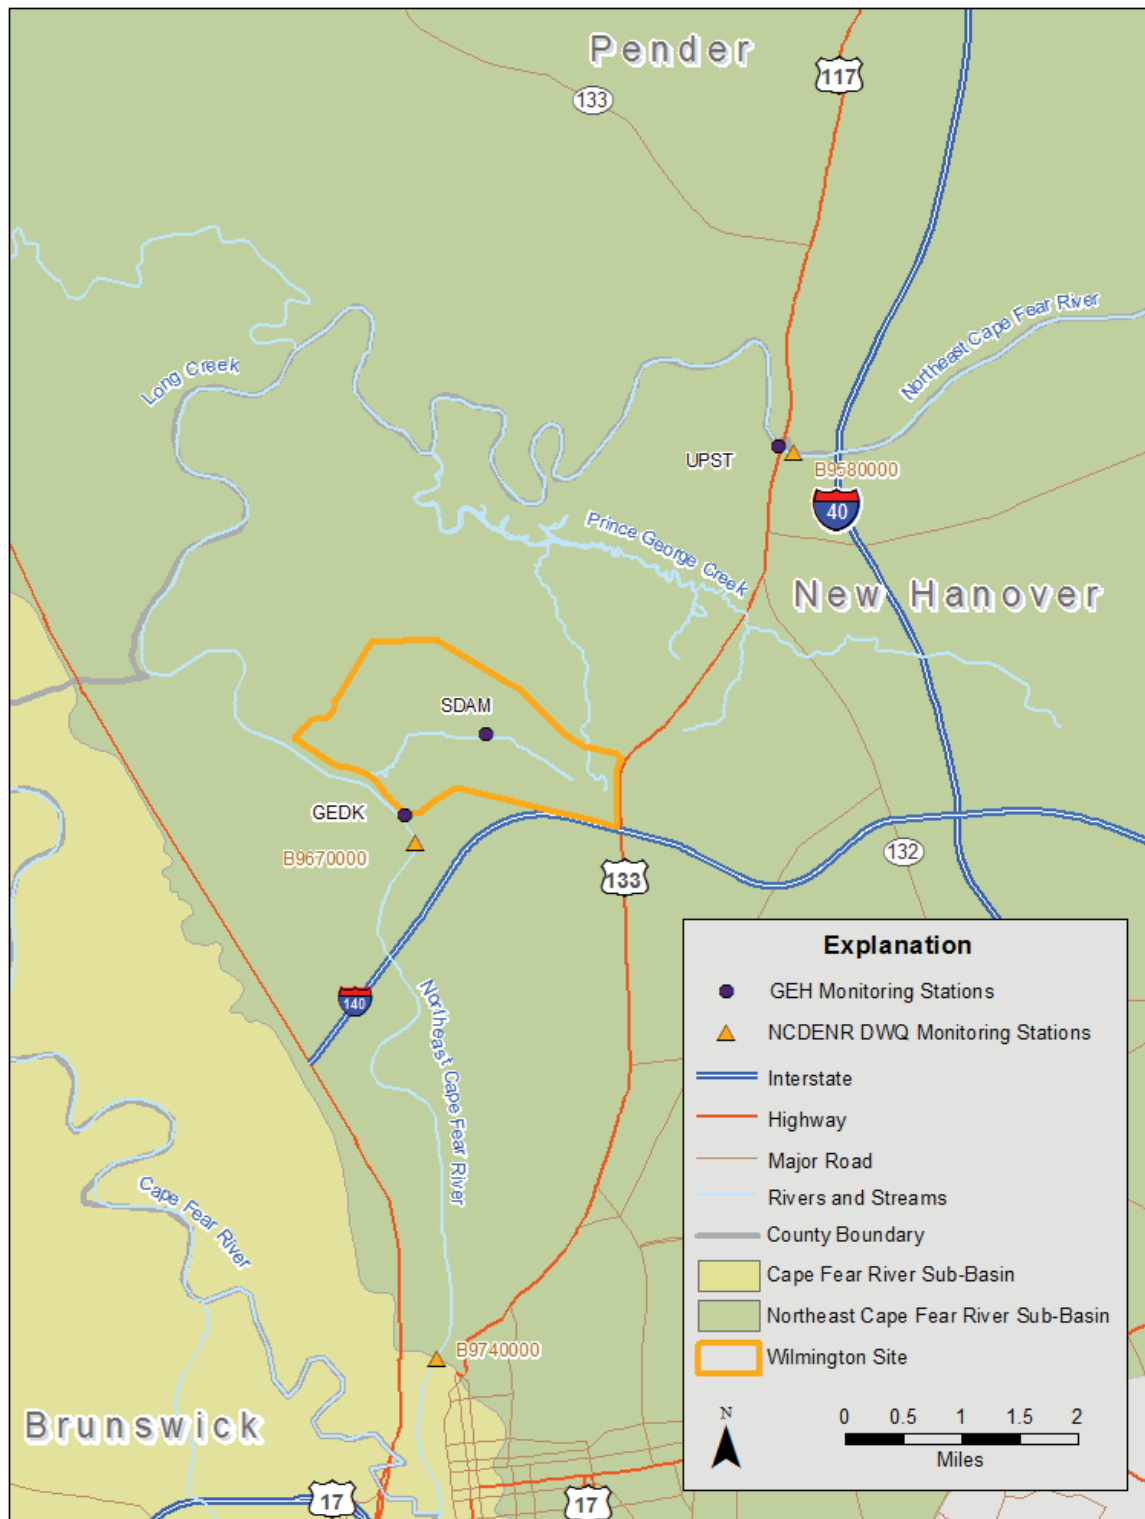 Pender
117
133
Northeast Cape Fear River
Long Creek
UPST
B9580000
40
Prince George Creek
New Hanover
SDAM
GEDK
B9670000
132
133
140
Northeast Cape Fear River
Cape Fear River
B9740000
Brunswick
17
17
Explanation
GEH Monitoring Stations
NCDENR DWQ Monitoring Stations
Interstate
Highway
Major Road
Rivers and Streams
County Boundary
Cape Fear River Sub-Basin
Northeast Cape Fear River Sub-Basin
Wilmington Site
N
0 0.5 1 1.5 2
Miles